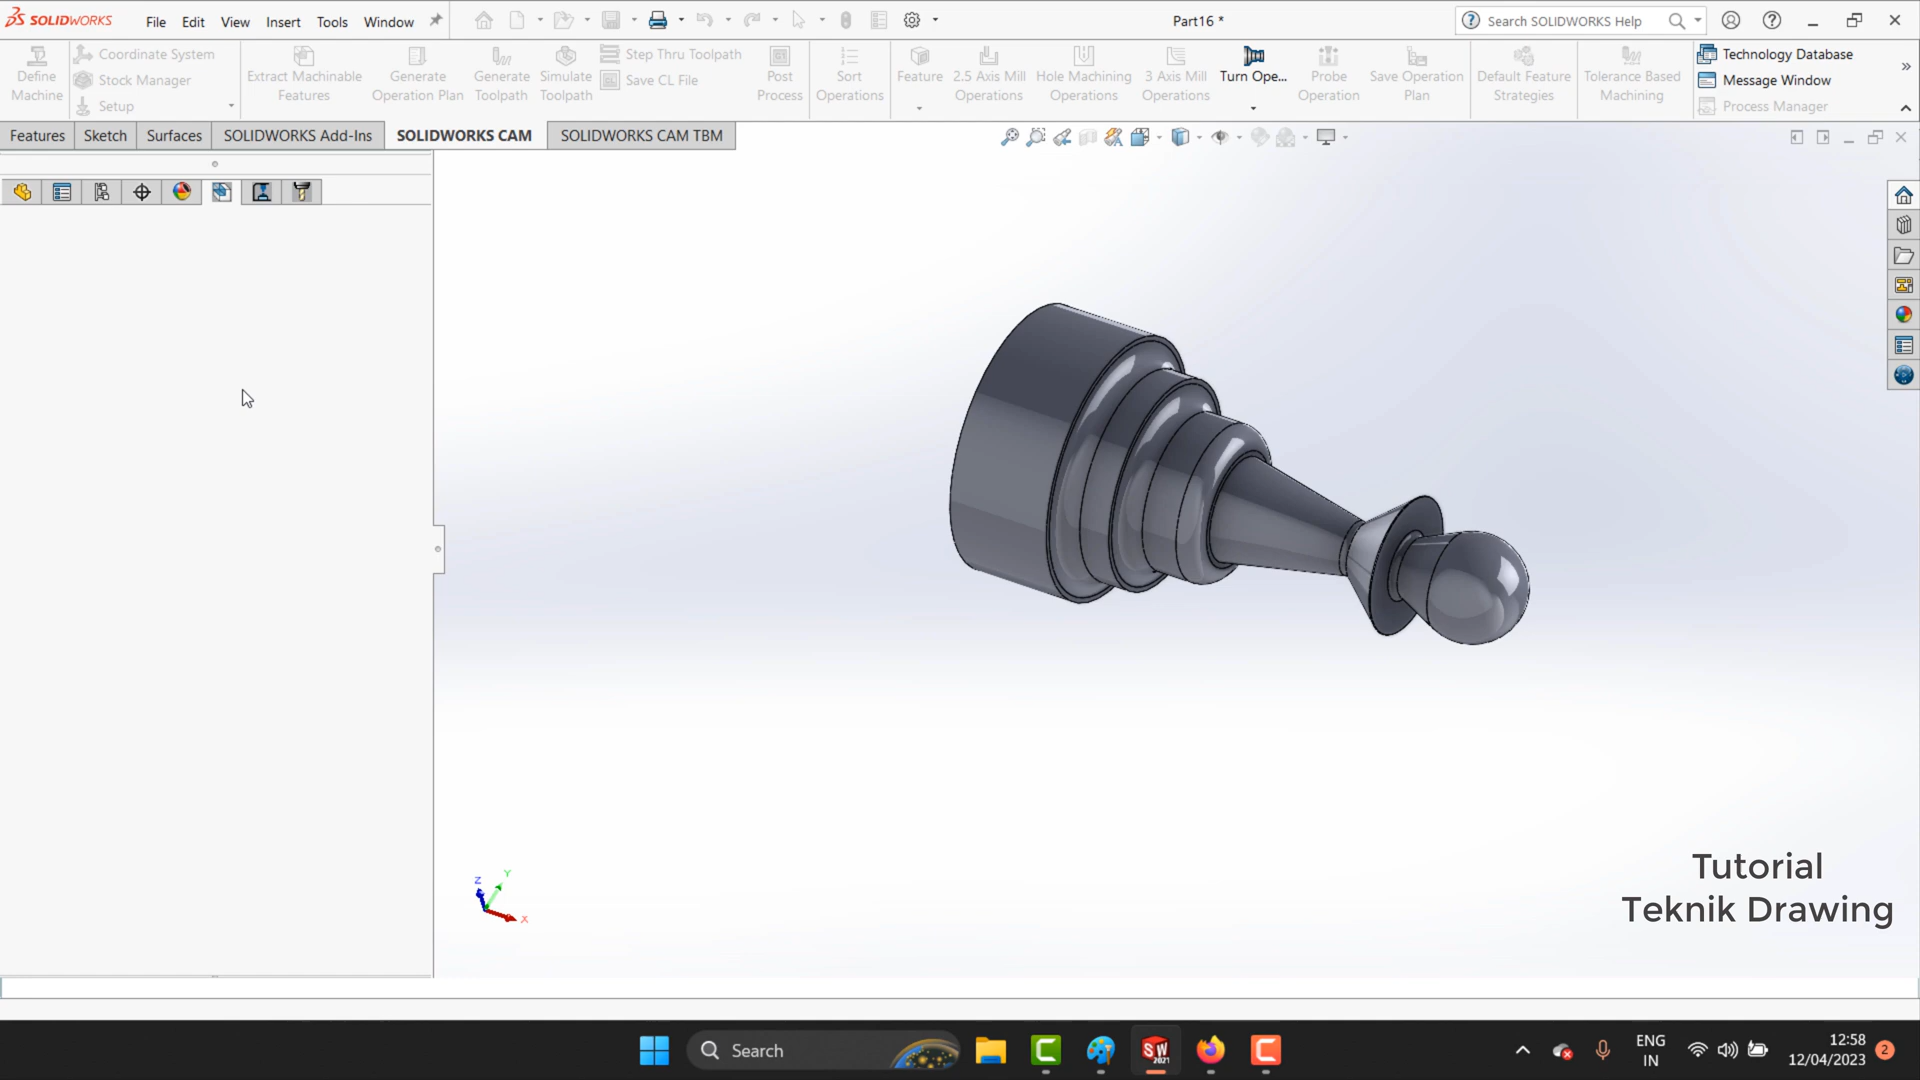 SOLIDWORKS
File
Edit
View
Insert
Tools
Window
Part16 *
Search SOLIDWORKS Help
Define Machine
Coordinate System
Stock Manager
Setup
Extract Machinable Features
Generate Operation Plan
Generate Toolpath
Simulate Toolpath
Step Thru Toolpath
Save CL File
Post Process
Sort Operations
Feature
2.5 Axis Mill Operations
Hole Machining Operations
3 Axis Mill Operations
Turn Ope...
Probe Operation
Save Operation Plan
Default Feature Strategies
Tolerance Based Machining
Technology Database
Message Window
Process Manager
Features
Sketch
Surfaces
SOLIDWORKS Add-Ins
SOLIDWORKS CAM
SOLIDWORKS CAM TBM
Z
Y
X
Tutorial
Teknik Drawing
Search
SW
2021
ENG
IN
12:58
12/04/2023
2